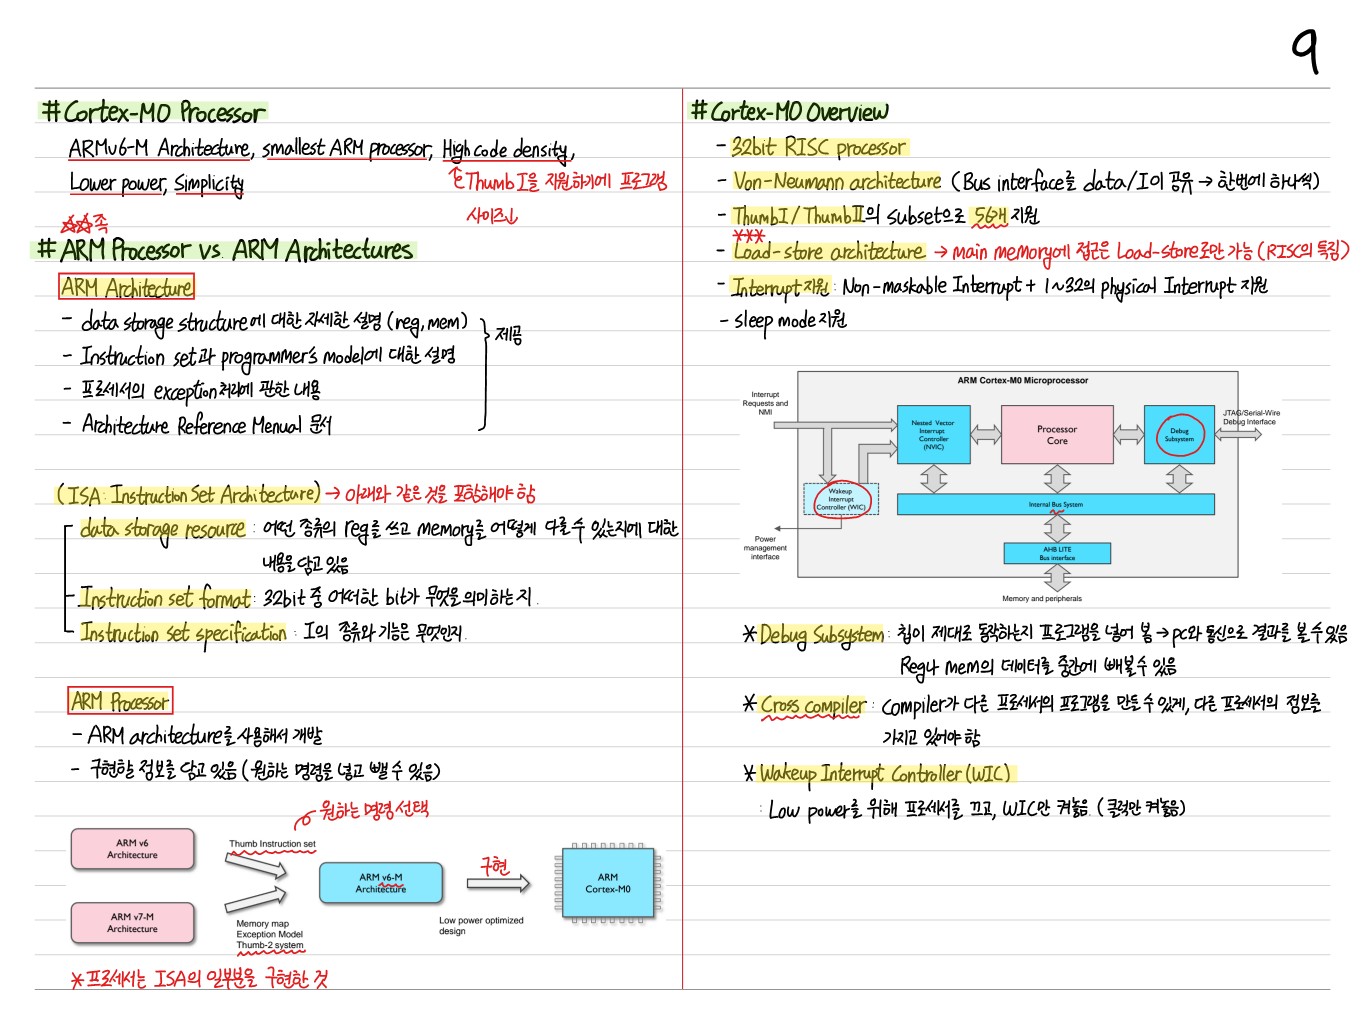 9
#Cortex-M0 Processor
ARMv6-M Architecture, smallest ARM processor, High code density,
Lower power, Simplicity
Thumb I을 지원하기에 프로그램
사이즈↓
☆☆족
# ARM Processor vs. ARM Architectures
ARM Architecture
- data storage structure에 대한 자세한 설명 (reg, mem)
- Instruction set과 programmer's model에 대한 설명
- 프로세서의 exception처리에 관한 내용
- Architecture Reference Menual 문서
제공
(ISA: Instruction Set Architecture) → 아래와 같은 것을 포함해야 함
data storage resource : 어떤 종류의 reg를 쓰고 memory를 어떻게 다룰 수 있는지에 대한
내용을 담고 있음
Instruction set format : 32bit 중 어떠한 bit가 무엇을 의미하는지.
Instruction set specification : I의 종류와 기능은 무엇인지.
ARM Processor
- ARM architecture를 사용해서 개발
- 구현할 정보를 담고 있음 (원하는 명령을 넣고 뺄 수 있음)
원하는 명령 선택
ARM v6
Architecture
Thumb Instruction set
ARM v6-M
Architecture
구현
ARM
Cortex-M0
ARM v7-M
Architecture
Memory map
Exception Model
Thumb-2 system
Low power optimized
design
* 프로세서는 ISA의 일부분을 구현한 것
#Cortex-M0 Overview
- 32bit RISC processor
- Von-Neumann architecture (Bus interface를 data/I이 공유 → 한번에 하나씩)
- ThumbI/ThumbII의 subset으로 56개 지원
***
- Load-store architecture → main memory에 접근은 Load-store로만 가능 (RISC의 특징)
- Interrupt 지원 : Non-maskable Interrupt + 1~32의 physical Interrupt 지원
- sleep mode 지원
ARM Cortex-M0 Microprocessor
Interrupt
Requests and
NMI
Nested Vector
Interrupt
Controller
(NVIC)
Processor
Core
Debug
Subsystem
JTAG/Serial-Wire
Debug Interface
Wakeup
Interrupt
Controller (WIC)
Internal Bus System
Power
management
interface
AHB LITE
Bus interface
Memory and peripherals
* Debug Subsystem : 칩이 제대로 동작하는지 프로그램을 넣어 봄 → pc와 통신으로 결과를 볼 수 있음
Reg나 mem의 데이터를 중간에 빼볼 수 있음
* Cross compiler : Compiler가 다른 프로세서의 프로그램을 만들 수 있게, 다른 프로세서의 정보를
가지고 있어야 함
* Wakeup Interrupt Controller (WIC)
: Low power를 위해 프로세서를 끄고, WIC만 켜놓음. (클럭만 켜놓음)